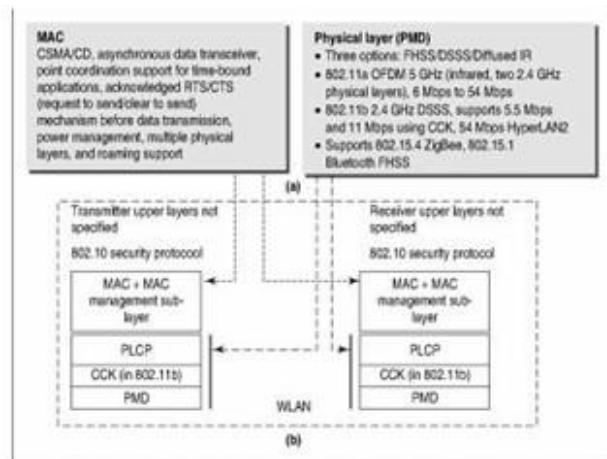 MAC
CSMA/CD, asynchronous data transceiver,
point coordination support for time-bound
applications, acknowledged RTS/CTS
(request to send/clear to send)
mechanism before data transmission,
power management, multiple physical
layers, and roaming support
Physical layer (PMD)
• Three options: FHSS/DSSS/Diffused IR
• 802.11a OFDM 5 GHz (infrared, two 2.4 GHz
physical layers), 6 Mbps to 54 Mbps
• 802.11b 2.4 GHz DSSS, supports 5.5 Mbps
and 11 Mbps using CCK, 54 Mbps HyperLAN2
• Supports 802.15.4 ZigBee, 802.15.1
Bluetooth FHSS
(a)
Transmitter upper layers not
specified
802.10 security protocool
MAC + MAC
management sub-
layer
PLCP
CCK (in 802.11b)
PMD
WLAN
Receiver upper layers not
specified
802.10 security protocol
MAC + MAC
management sub-
layer
PLCP
CCK (in 802.11b)
PMD
(b)